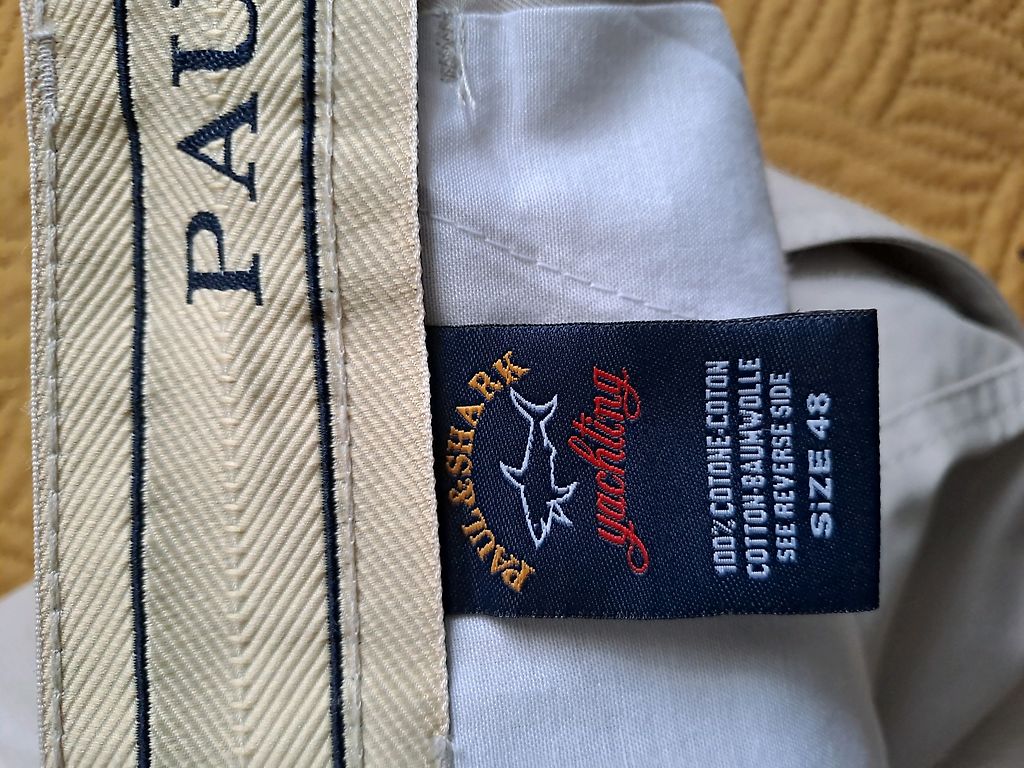 PAU
PAUL & SHARK
yachting
100% COTONE-COTON
COTTON-BAUMWOLLE
SEE REVERSE SIDE
SiZE 48